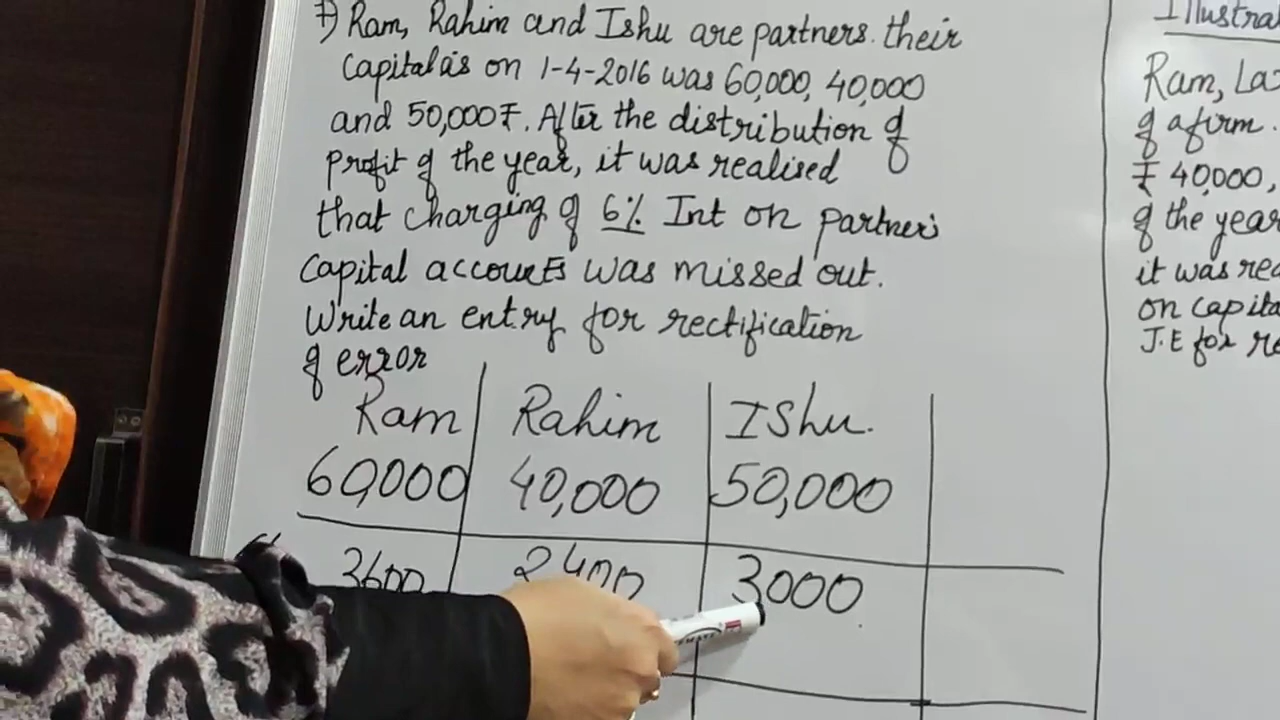 7) Ram, Rahim and Ishu are partners. their
Capital as on 1-4-2016 was 60,000, 40,000
and 50,000₹. After the distribution of
profit of the year, it was realised
that charging of 6% Int on partner's
Capital accounts was missed out.
Write an entry for rectification
of error
Ram Rahim IShu.
60,000 40,000 50,000
3600 2400 3000
Illustra
Ram, La
of a firm.
₹ 40,000,
of the year
it was rea
on capita
J.E for re